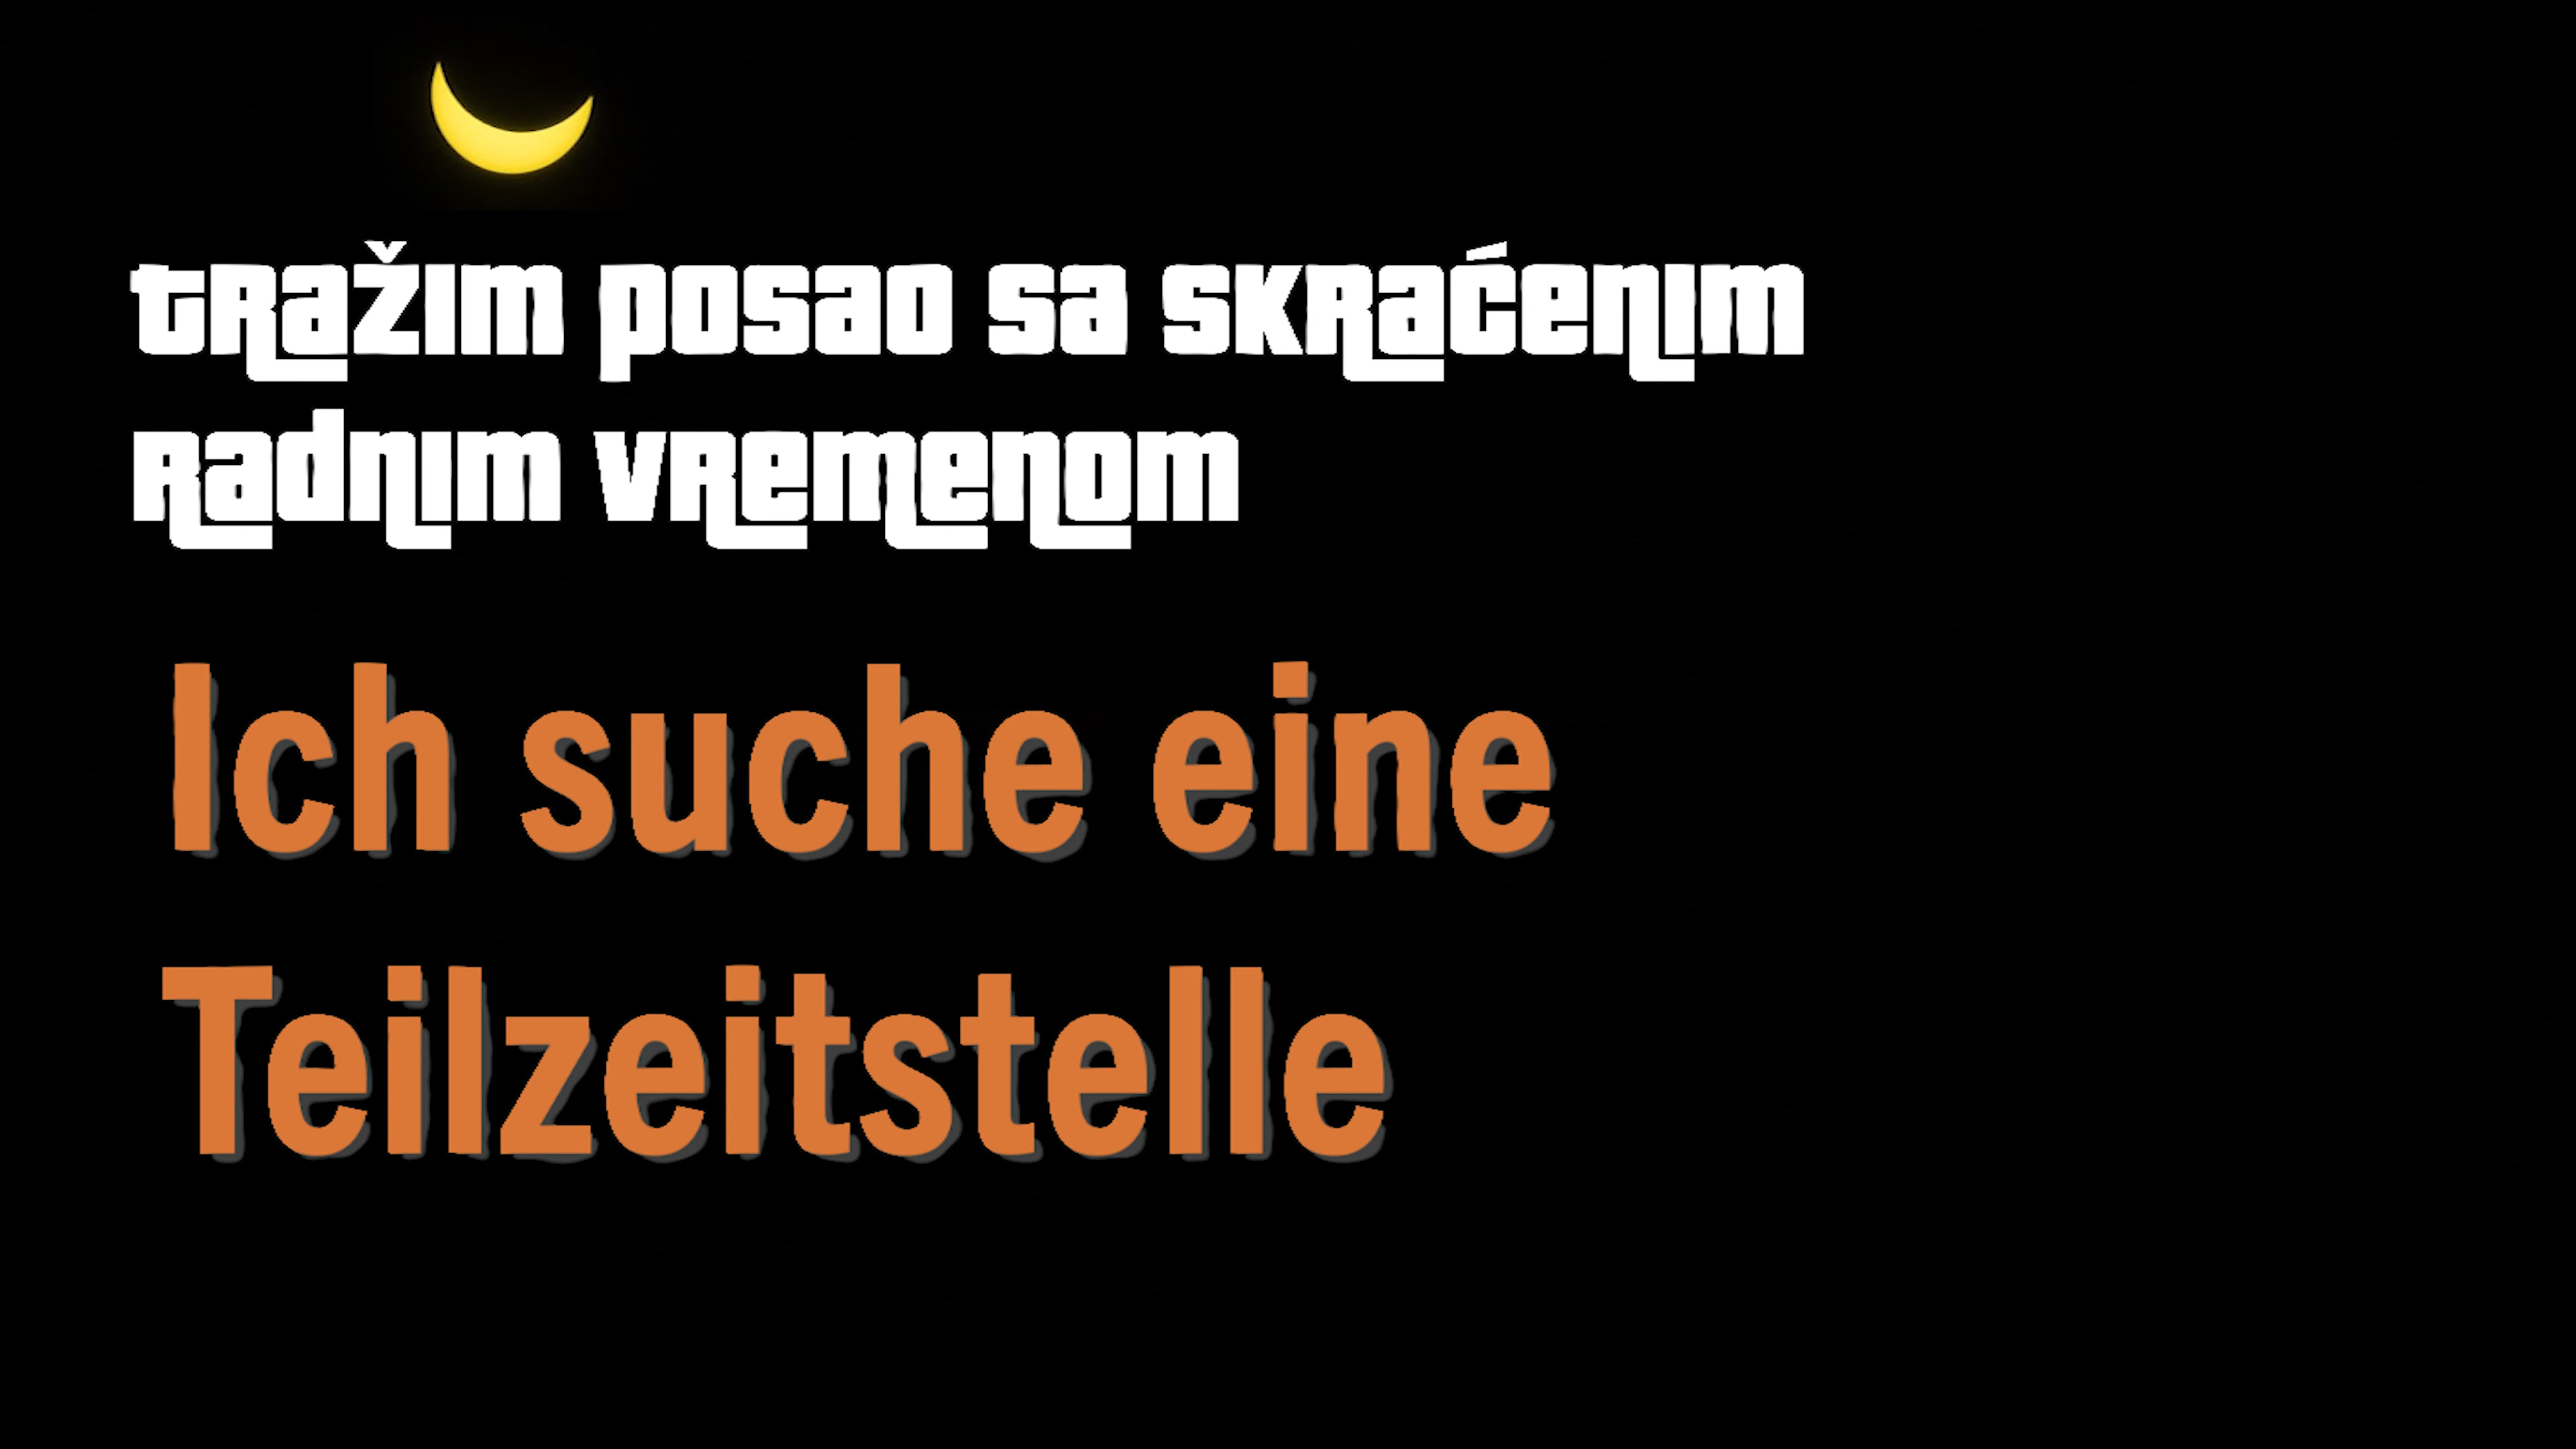 tražim posao sa skraćenim
radnim vremenom
Ich suche eine
Teilzeitstelle